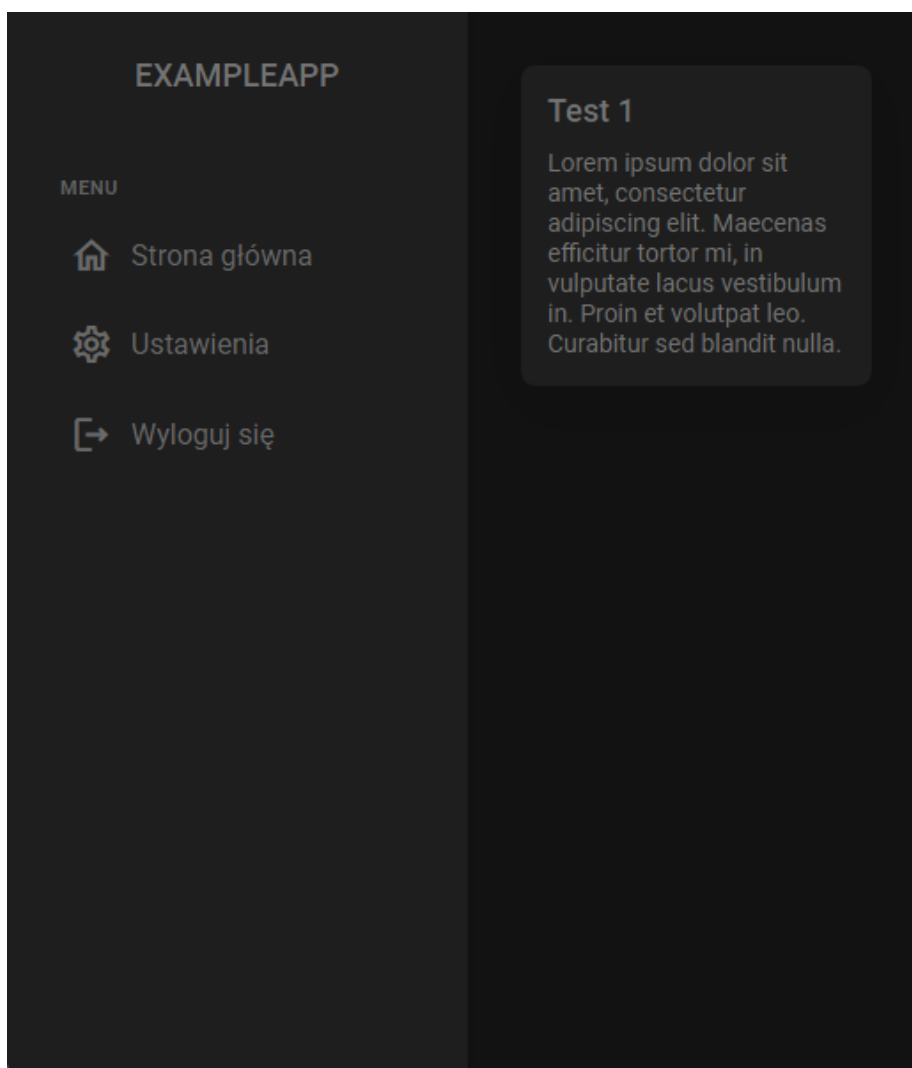 EXAMPLEAPP
MENU
Strona główna
Ustawienia
Wyloguj się
Test 1
Lorem ipsum dolor sit
amet, consectetur
adipiscing elit. Maecenas
efficitur tortor mi, in
vulputate lacus vestibulum
in. Proin et volutpat leo.
Curabitur sed blandit nulla.